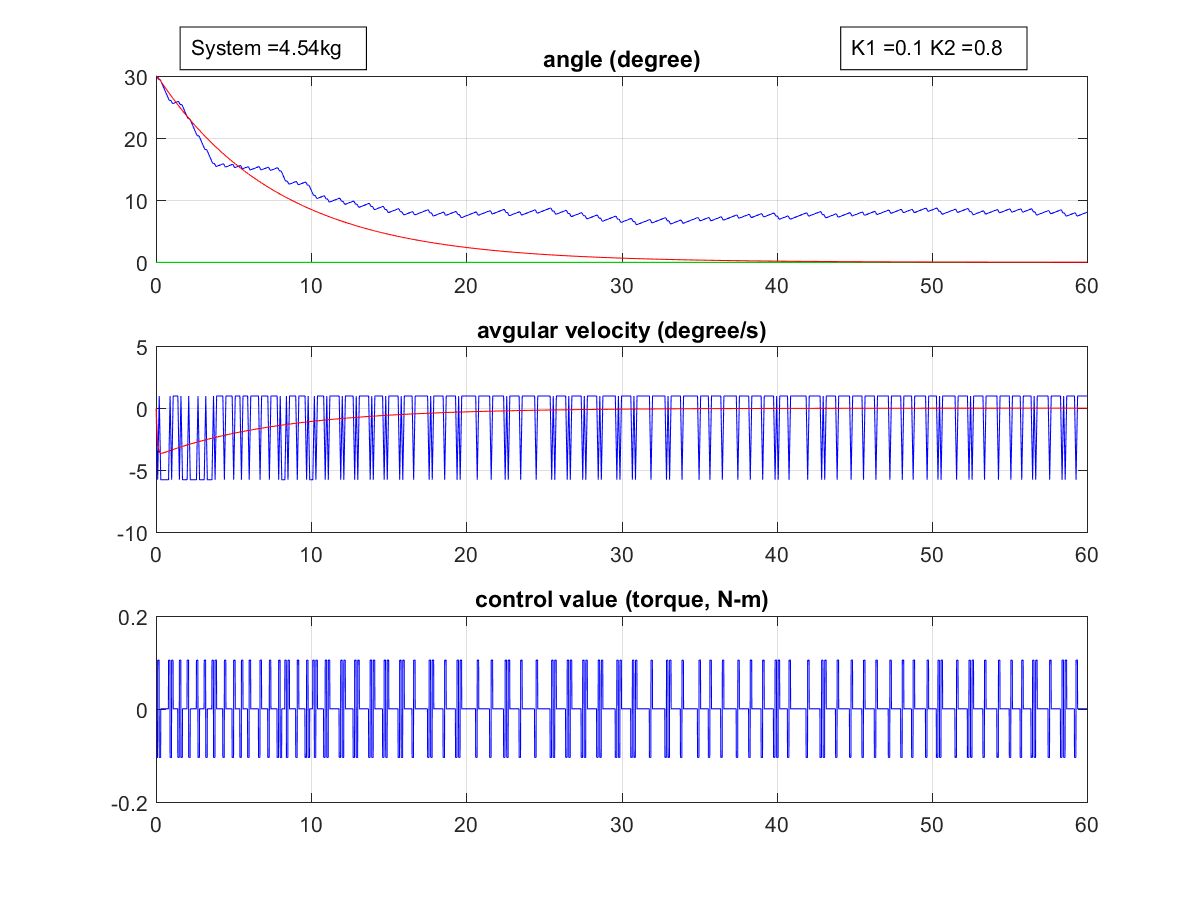 System =4.54kg
K1 =0.1 K2 =0.8
angle (degree)
30
20
10
0
0 10 20 30 40 50 60
avgular velocity (degree/s)
5
0
-5
-10
0 10 20 30 40 50 60
control value (torque, N-m)
0.2
0
-0.2
0 10 20 30 40 50 60